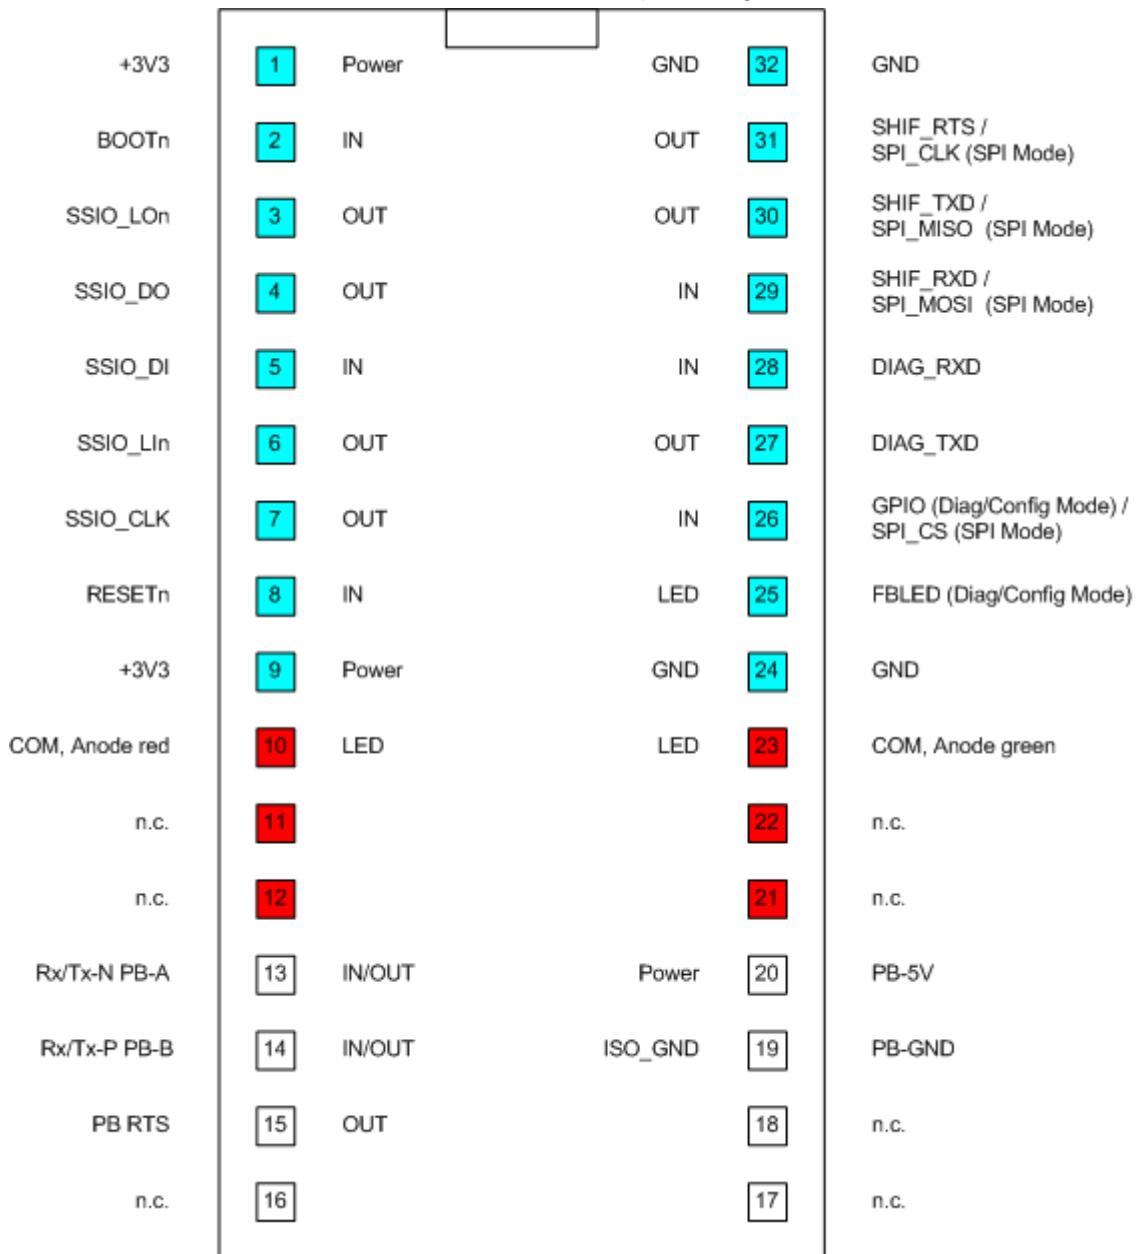 +3V3 1 Power GND 32 GND
BOOTn 2 IN OUT 31 SHIF_RTS /
SPI_CLK (SPI Mode)
SSIO_LOn 3 OUT OUT 30 SHIF_TXD /
SPI_MISO (SPI Mode)
SSIO_DO 4 OUT IN 29 SHIF_RXD /
SPI_MOSI (SPI Mode)
SSIO_DI 5 IN IN 28 DIAG_RXD
SSIO_LIn 6 OUT OUT 27 DIAG_TXD
SSIO_CLK 7 OUT IN 26 GPIO (Diag/Config Mode) /
SPI_CS (SPI Mode)
RESETn 8 IN LED 25 FBLED (Diag/Config Mode)
+3V3 9 Power GND 24 GND
COM, Anode red 10 LED LED 23 COM, Anode green
n.c. 11 22 n.c.
n.c. 12 21 n.c.
Rx/Tx-N PB-A 13 IN/OUT Power 20 PB-5V
Rx/Tx-P PB-B 14 IN/OUT ISO_GND 19 PB-GND
PB RTS 15 OUT 18 n.c.
n.c. 16 17 n.c.